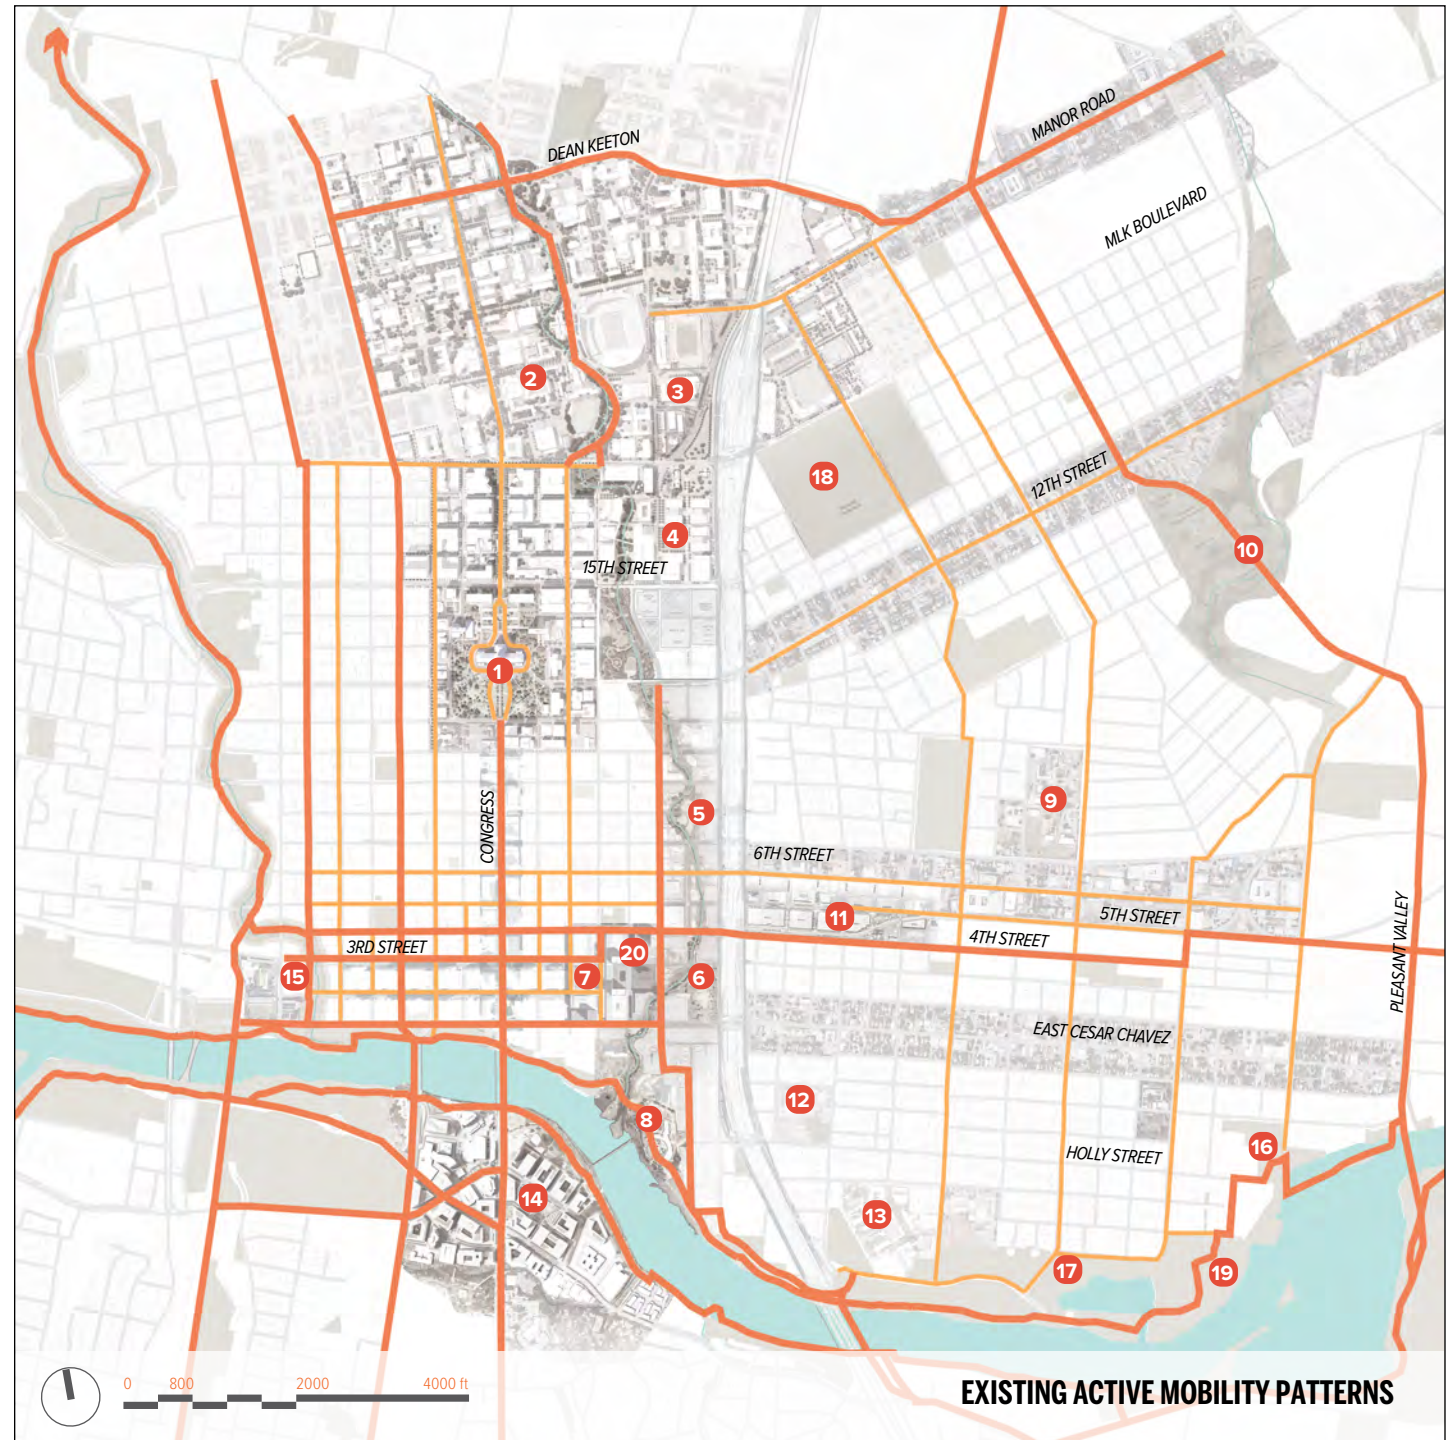 MANOR ROAD
DEAN KEETON
MLK BOULEVARD
2
3
18
12TH STREET
4
10
15TH STREET
1
9
5
CONGRESS
6TH STREET
11
5TH STREET
PLEASANT VALLEY
4TH STREET
3RD STREET
20
15
7
6
EAST CESAR CHAVEZ
12
8
16
HOLLY STREET
14
13
17
19
0 800 2000 4000 ft
EXISTING ACTIVE MOBILITY PATTERNS